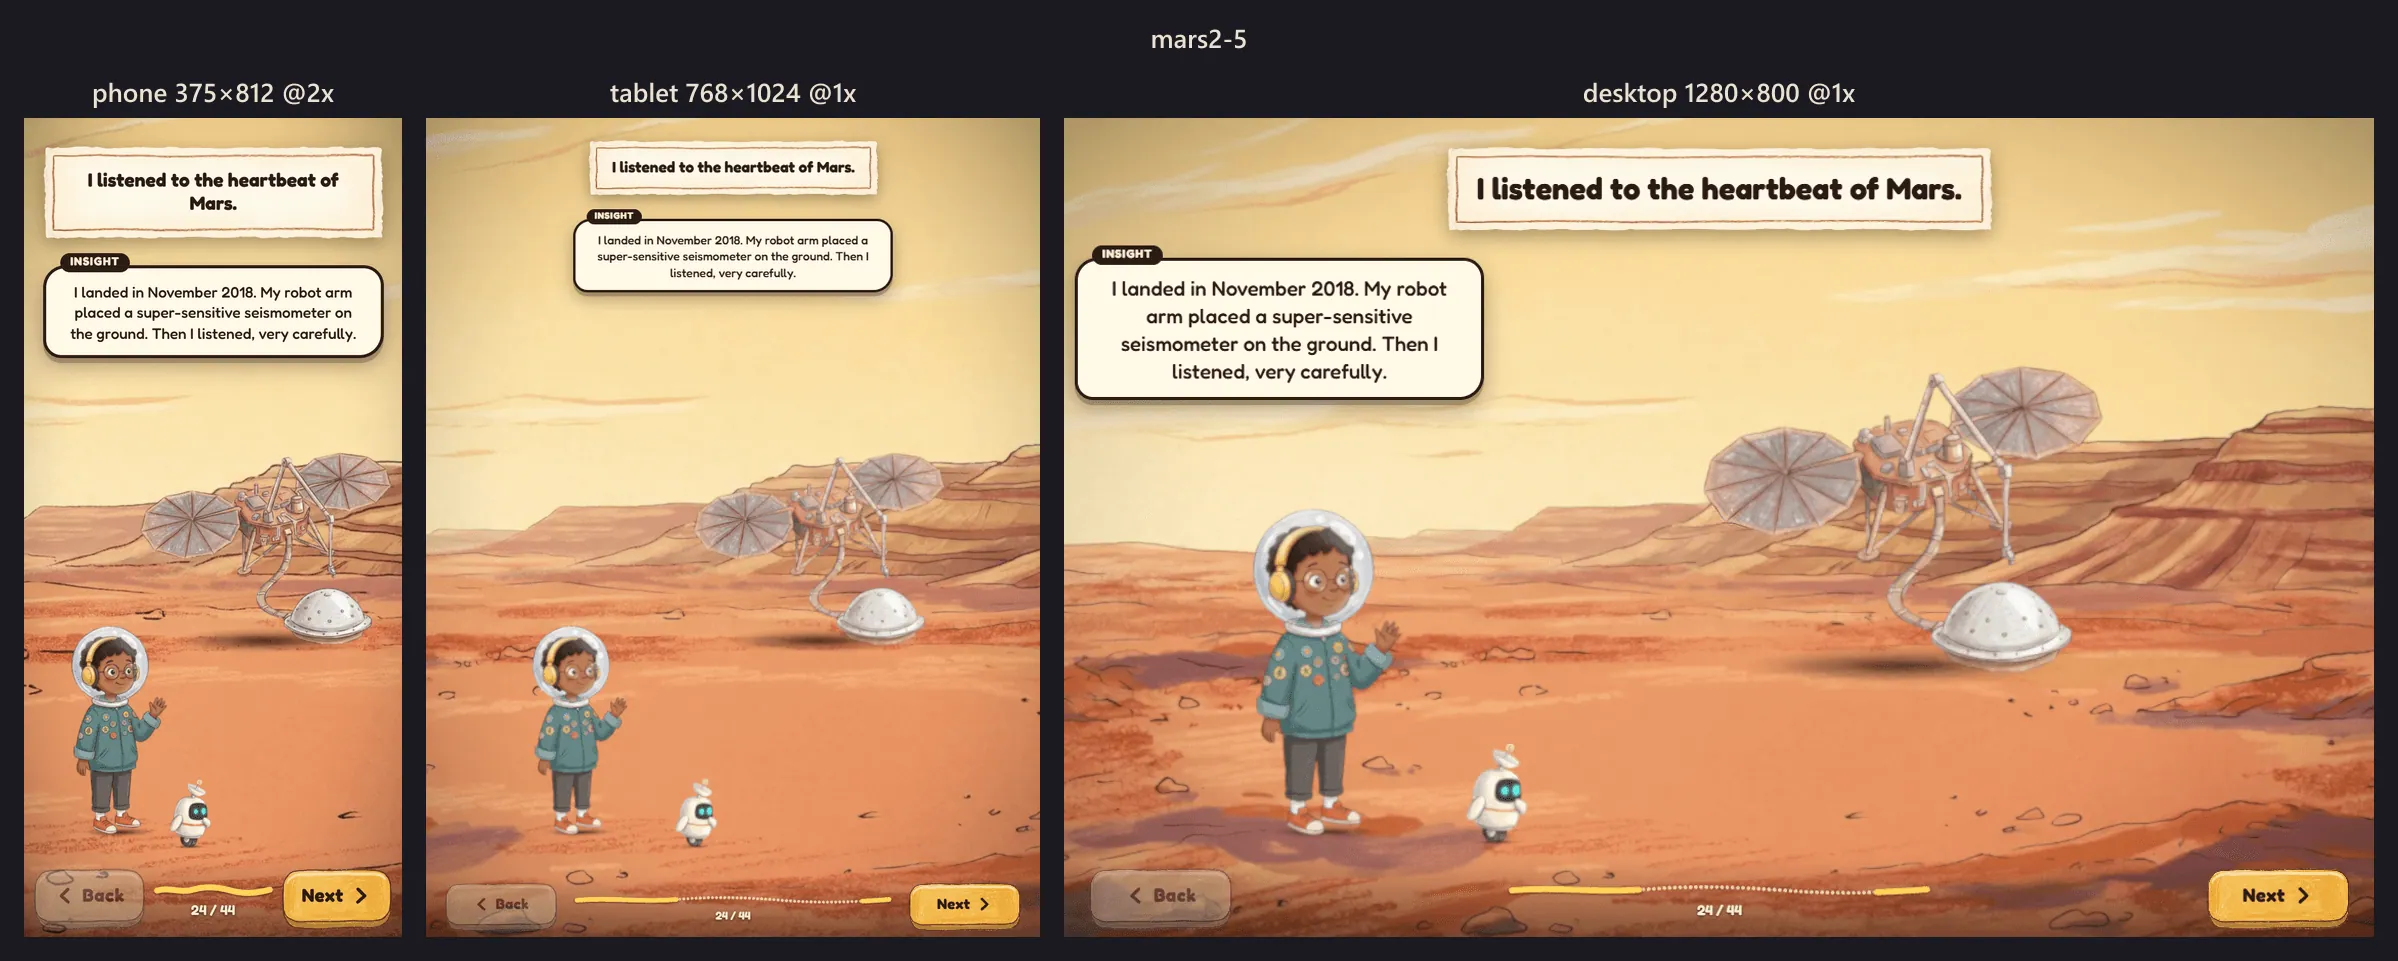 mars2-5
phone 375×812 @2x
I listened to the heartbeat of
Mars.
INSIGHT
I landed in November 2018. My robot arm
placed a super-sensitive seismometer on
the ground. Then I listened, very carefully.
< Back
24 / 44
Next >
tablet 768×1024 @1x
I listened to the heartbeat of Mars.
INSIGHT
I landed in November 2018. My robot arm placed a
super-sensitive seismometer on the ground. Then I
listened, very carefully.
< Back
24 / 44
Next >
desktop 1280×800 @1x
I listened to the heartbeat of Mars.
INSIGHT
I landed in November 2018. My robot
arm placed a super-sensitive
seismometer on the ground. Then I
listened, very carefully.
< Back
24 / 44
Next >